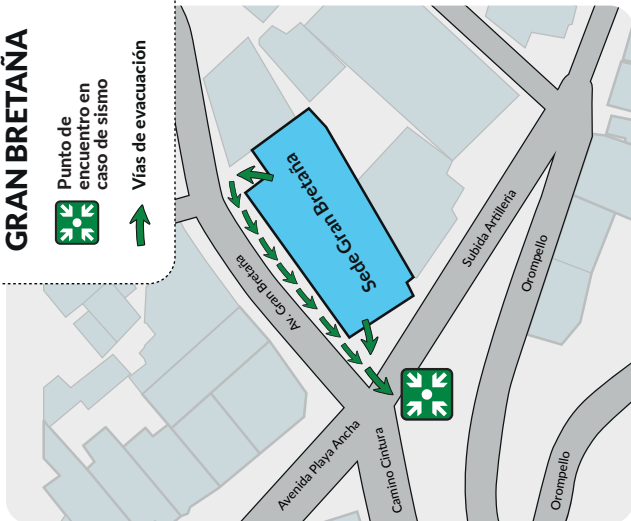 GRAN BRETAÑA
Punto de
encuentro en
caso de sismo
Vías de evacuación
Sede Gran Bretaña
Av. Gran Bretaña
Subida Artillería
Orompello
Avenida Playa Ancha
Camino Cintura
Orompello